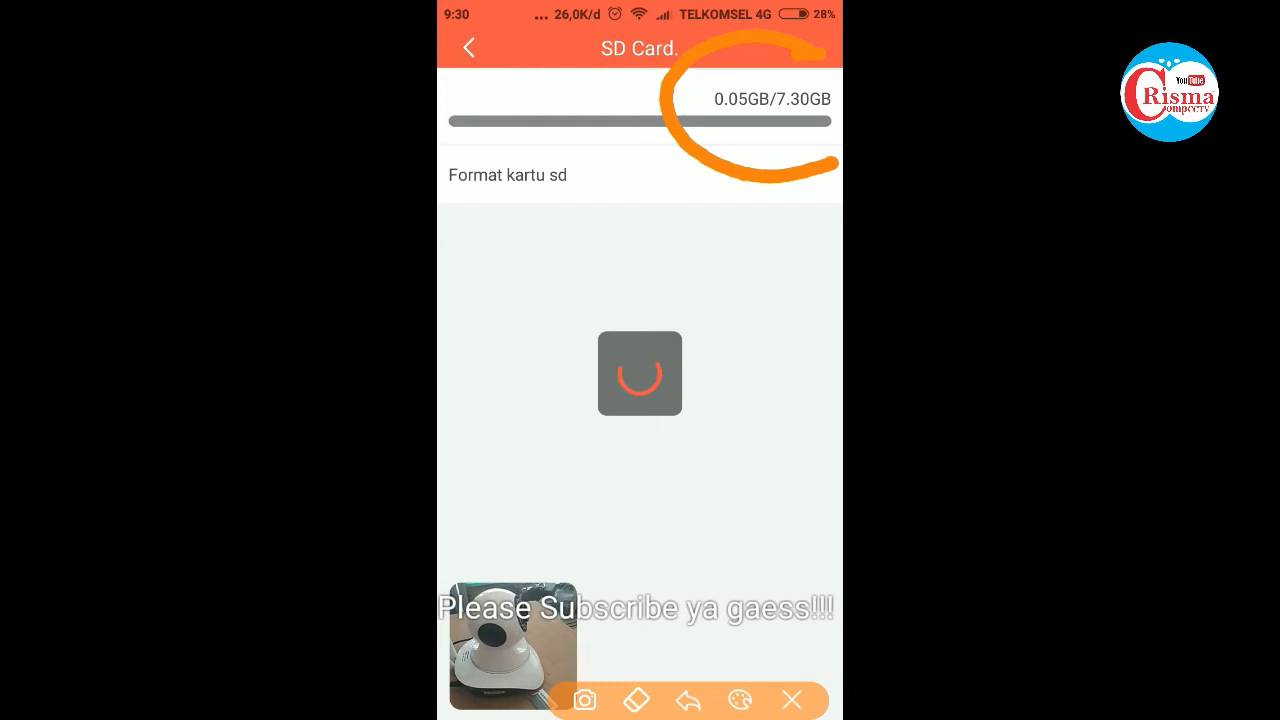 9:30 ... 26,0K/d TELKOMSEL 4G 28%
SD Card.
0.05GB/7.30GB
Format kartu sd
Please Subscribe ya gaess!!!
YouTube
CRisma
CompCCTV